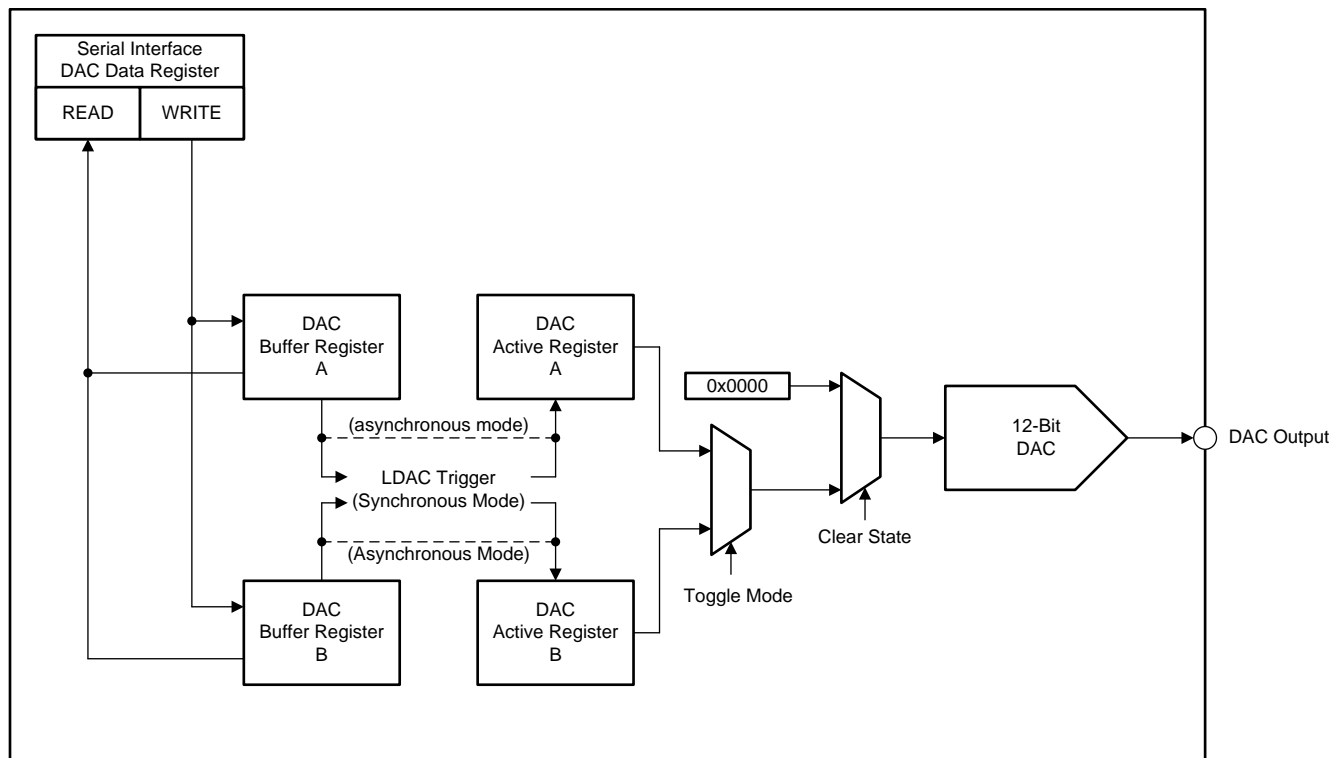 Serial Interface
DAC Data Register
READ
WRITE
DAC
Buffer Register
A
DAC
Active Register
A
(asynchronous mode)
LDAC Trigger
(Synchronous Mode)
(Asynchronous Mode)
DAC
Buffer Register
B
DAC
Active Register
B
0x0000
Toggle Mode
Clear State
12-Bit
DAC
DAC Output